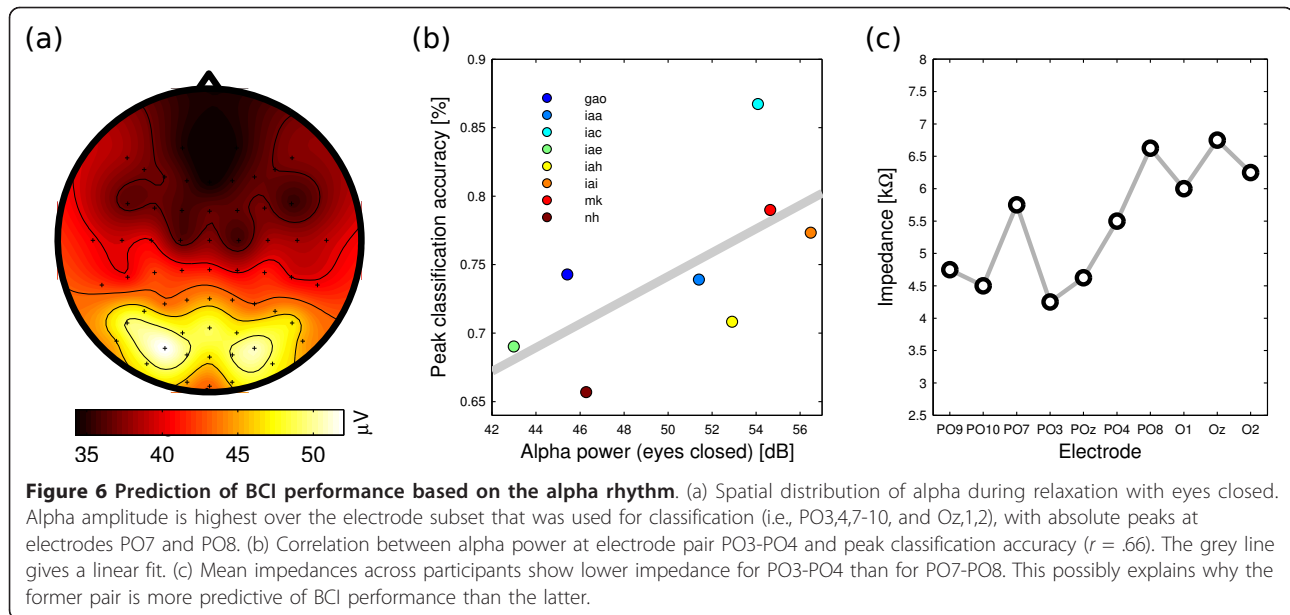 (a)
35 40 45 50 µV
(b)
Peak classification accuracy [%]
0.9
0.85
0.8
0.75
0.7
0.65
gao
iaa
iac
iae
iah
iai
mk
nh
42 44 46 48 50 52 54 56
Alpha power (eyes closed) [dB]
(c)
Impedance [kΩ]
8
7.5
7
6.5
6
5.5
5
4.5
4
3.5
3
2.5
PO9 PO10 PO7 PO3 POz PO4 PO8 O1 Oz O2
Electrode
Figure 6 Prediction of BCI performance based on the alpha rhythm. (a) Spatial distribution of alpha during relaxation with eyes closed.
Alpha amplitude is highest over the electrode subset that was used for classification (i.e., PO3,4,7-10, and Oz,1,2), with absolute peaks at
electrodes PO7 and PO8. (b) Correlation between alpha power at electrode pair PO3-PO4 and peak classification accuracy (r = .66). The grey line
gives a linear fit. (c) Mean impedances across participants show lower impedance for PO3-PO4 than for PO7-PO8. This possibly explains why the
former pair is more predictive of BCI performance than the latter.